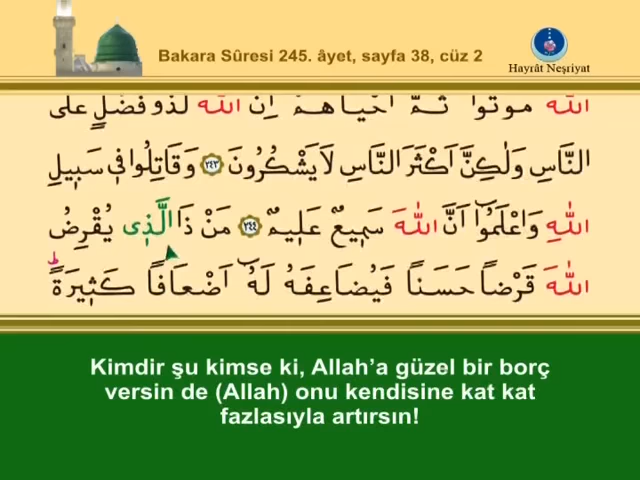 Bakara Sûresi 245. âyet, sayfa 38, cüz 2
Hayrât Neşriyat
اللّٰهُ مُوتُوا ثُمَّ اَحْيَاهُمْ اِنَّ اللّٰهَ لَذُو فَضْلٍ عَلَى
النَّاسِ وَلٰكِنَّ اَكْثَرَ النَّاسِ لَا يَشْكُرُونَ ﴿٢٤٣﴾ وَقَاتِلُوا فٖى سَبٖيلِ
اللّٰهِ وَاعْلَمُٓوا اَنَّ اللّٰهَ سَمٖيعٌ عَلٖيمٌ ﴿٢٤٤﴾ مَنْ ذَا الَّذٖى يُقْرِضُ
اللّٰهَ قَرْضًا حَسَنًا فَيُضَاعِفَهُ لَهُٓ اَضْعَافًا كَثٖيرَةً
Kimdir şu kimse ki, Allah’a güzel bir borç
versin de (Allah) onu kendisine kat kat
fazlasıyla artırsın!